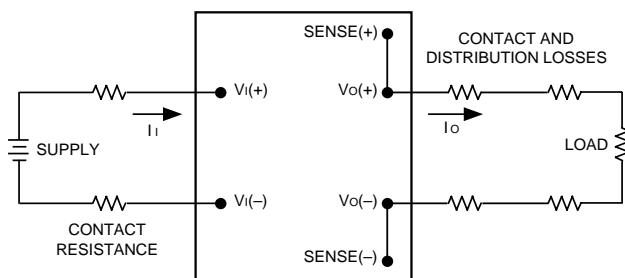 SENSE(+)
CONTACT AND
DISTRIBUTION LOSSES
VI(+)
VO(+)
II
IO
SUPPLY
LOAD
VI(–)
VO(–)
CONTACT
RESISTANCE
SENSE(–)